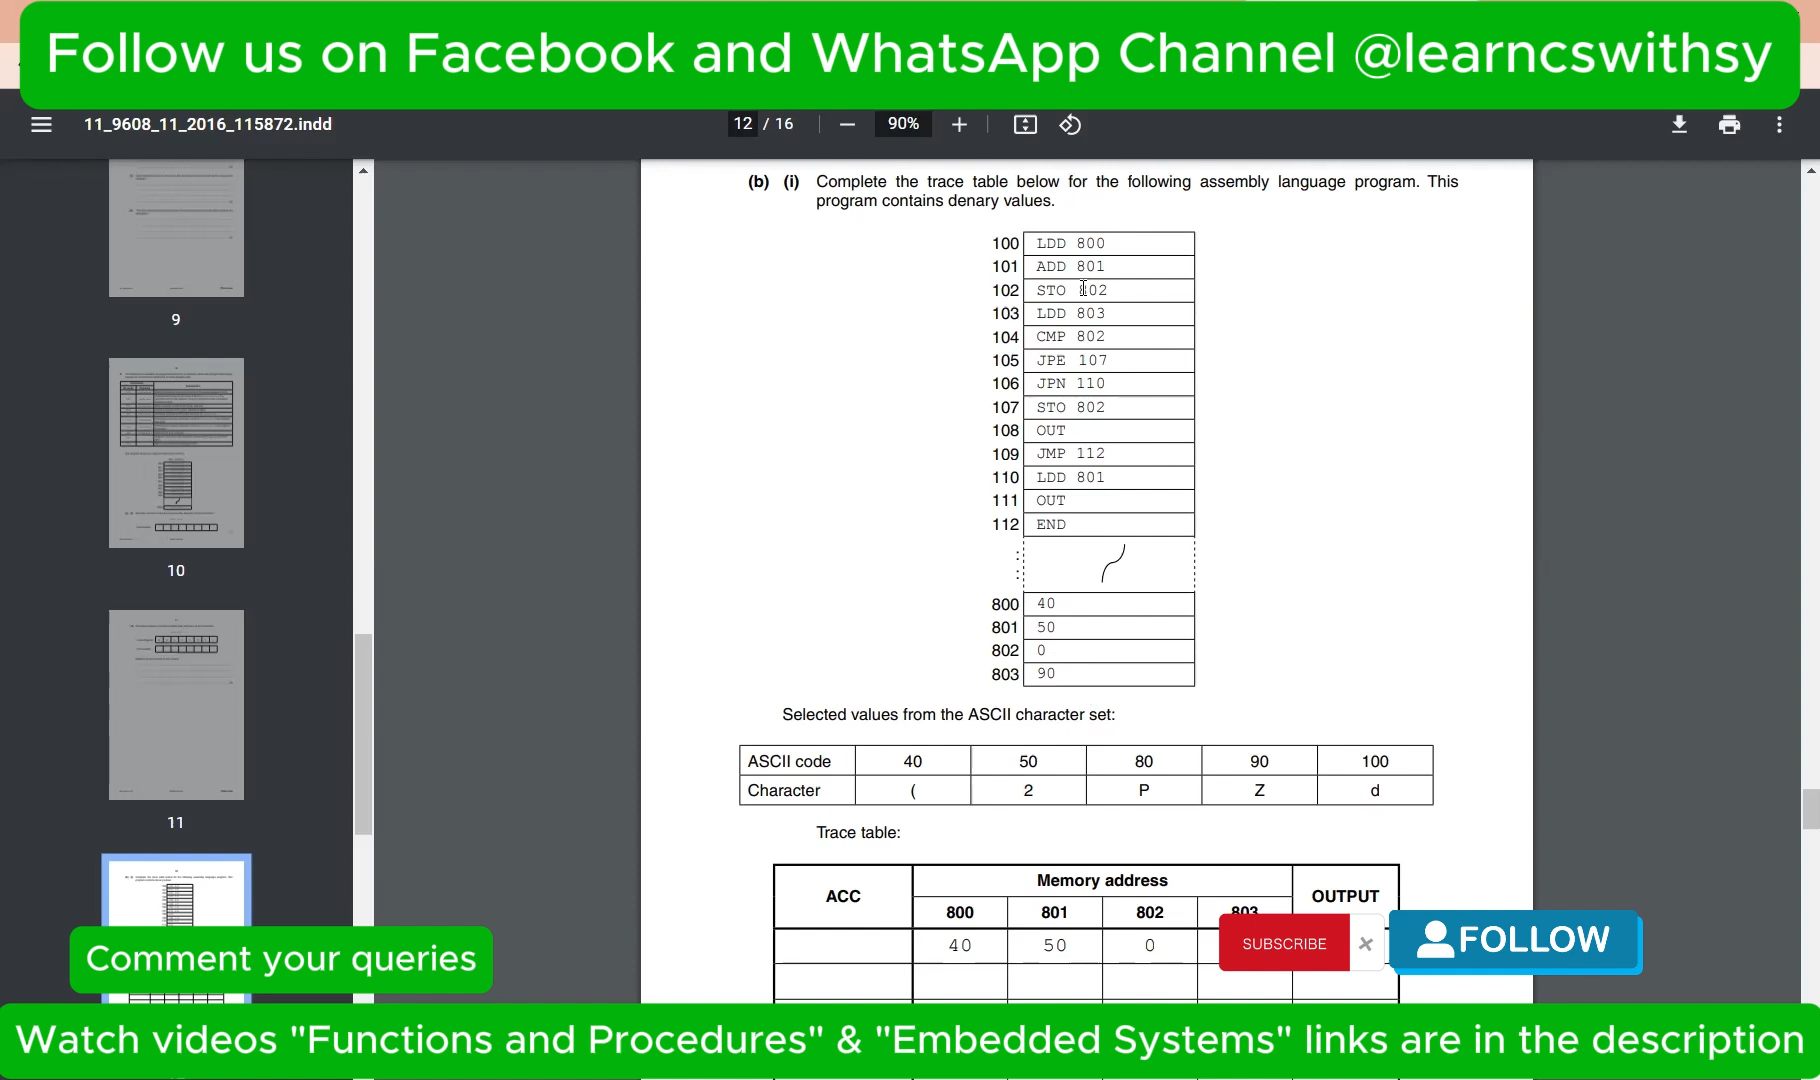 Follow us on Facebook and WhatsApp Channel @learncswithsy
11_9608_11_2016_115872.indd
12 / 16
90%
9
10
11
(b) (i) Complete the trace table below for the following assembly language program. This
program contains denary values.
100 LDD 800
101 ADD 801
102 STO 802
103 LDD 803
104 CMP 802
105 JPE 107
106 JPN 110
107 STO 802
108 OUT
109 JMP 112
110 LDD 801
111 OUT
112 END
800 40
801 50
802 0
803 90
Selected values from the ASCII character set:
ASCII code 40 50 80 90 100
Character ( 2 P Z d
Trace table:
ACC Memory address OUTPUT
800 801 802 803
40 50 0
SUBSCRIBE
FOLLOW
Comment your queries
Watch videos "Functions and Procedures" & "Embedded Systems" links are in the description